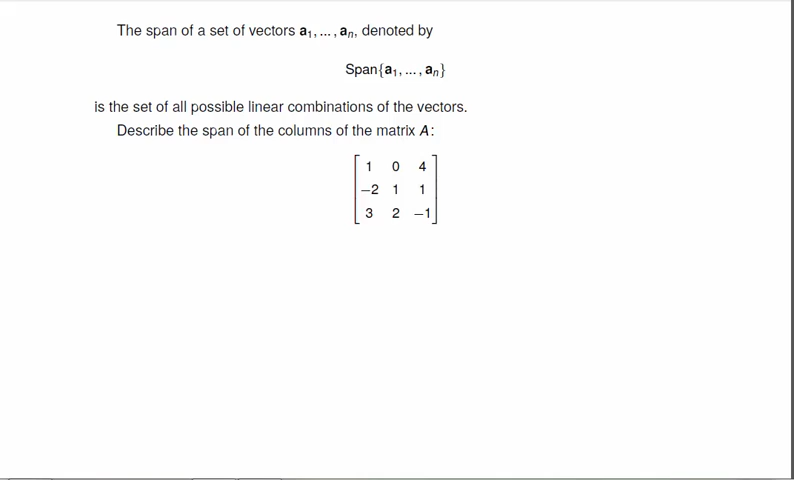 The span of a set of vectors a₁, ... , aₙ, denoted by
Span{a₁, ... , aₙ}
is the set of all possible linear combinations of the vectors.
Describe the span of the columns of the matrix A:
1 0 4
−2 1 1
3 2 −1